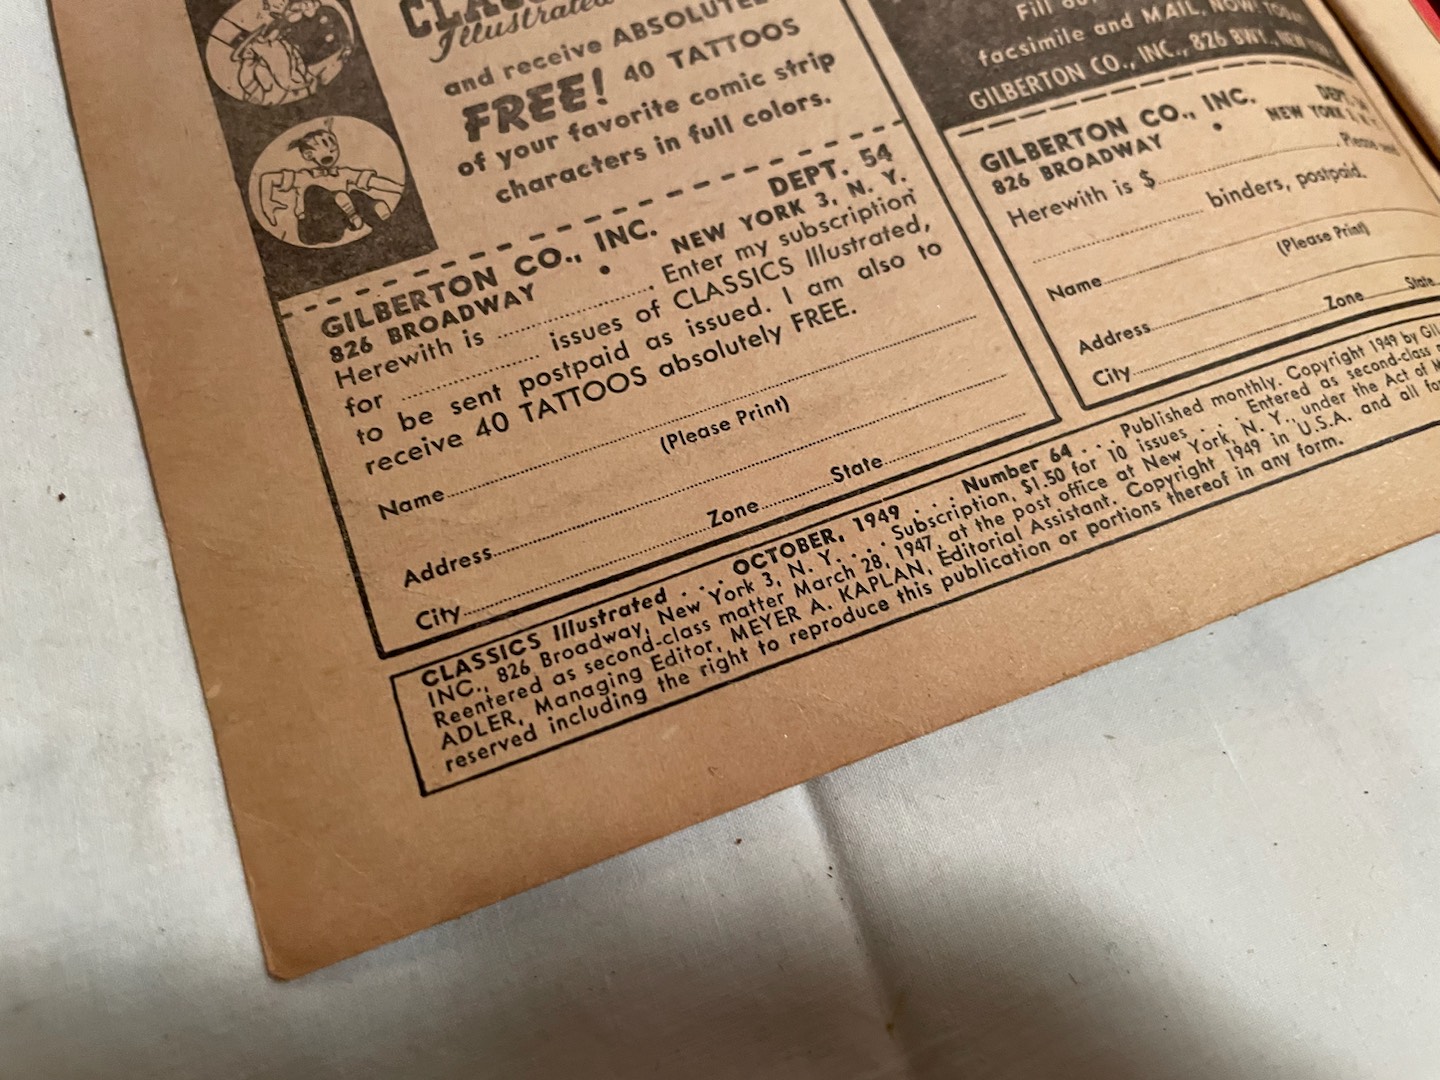 Illustrated
and receive ABSOLUTELY
FREE! 40 TATTOOS
of your favorite comic strip
characters in full colors.
GILBERTON CO., INC. DEPT. 54
826 BROADWAY • NEW YORK 3, N. Y.
Herewith is .................... . Enter my subscription
for .................... issues of CLASSICS Illustrated,
to be sent postpaid as issued. I am also to
receive 40 TATTOOS absolutely FREE.
Name
(Please Print)
Address
City Zone State
Fill
facsimile and MAIL, NOW!
GILBERTON CO., INC., 826 BWY.,
GILBERTON CO., INC. DEPT.
826 BROADWAY • NEW YORK
Herewith is $ .................... , Please send
.................... binders, postpaid.
Name
(Please Print)
Address
City Zone State
CLASSICS Illustrated . . . OCTOBER, 1949 . . . Number 64 . . . Published monthly. Copyright 1949 by
INC., 826 Broadway, New York 3, N. Y. . . . Subscription, $1.50 for 10 issues . . . Entered as second-class
Reentered as second-class matter March 28, 1947, at the post office at New York, N. Y., under the Act of
ADLER, Managing Editor, MEYER A. KAPLAN, Editorial Assistant. Copyright 1949 in U.S.A. and all
reserved including the right to reproduce this publication or portions thereof in any form.